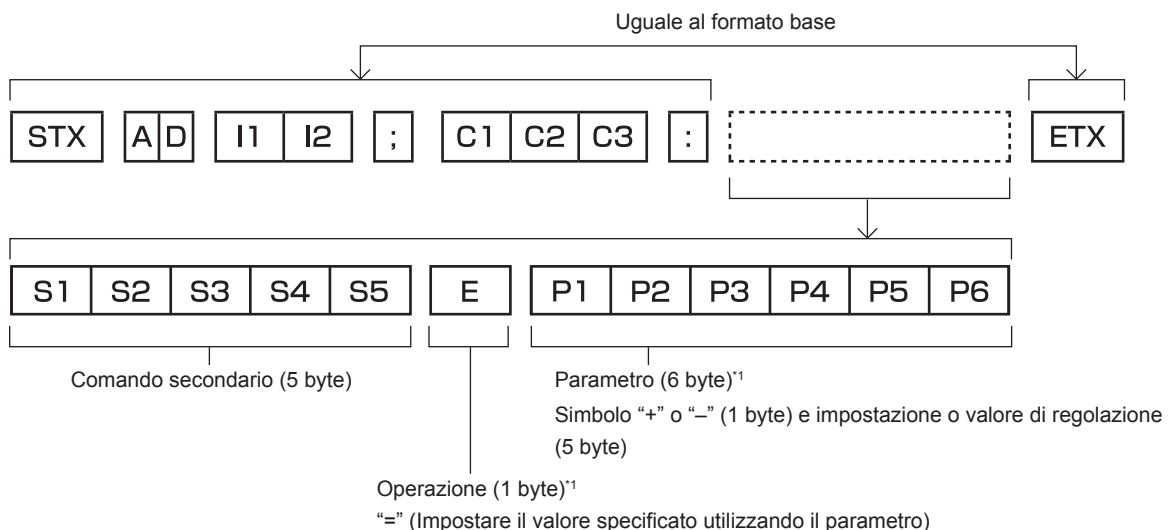 Uguale al formato base
STX A D I1 I2 ; C1 C2 C3 : ETX
S1 S2 S3 S4 S5 E P1 P2 P3 P4 P5 P6
Comando secondario (5 byte)
Parametro (6 byte)*1
Simbolo “+” o “–” (1 byte) e impostazione o valore di regolazione
(5 byte)
Operazione (1 byte)*1
“=” (Impostare il valore specificato utilizzando il parametro)